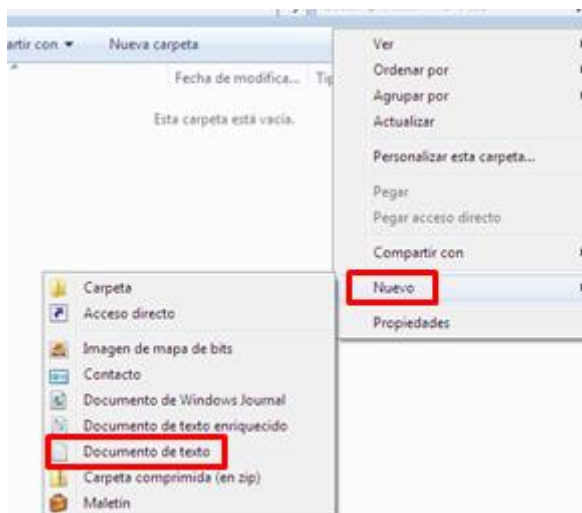 artir con Nueva carpeta
Fecha de modifica... Tip
Esta carpeta está vacía.
Ver
Ordenar por
Agrupar por
Actualizar
Personalizar esta carpeta...
Pegar
Pegar acceso directo
Compartir con
Nuevo
Propiedades
Carpeta
Acceso directo
Imagen de mapa de bits
Contacto
Documento de Windows Journal
Documento de texto enriquecido
Documento de texto
Carpeta comprimida (en zip)
Maletín